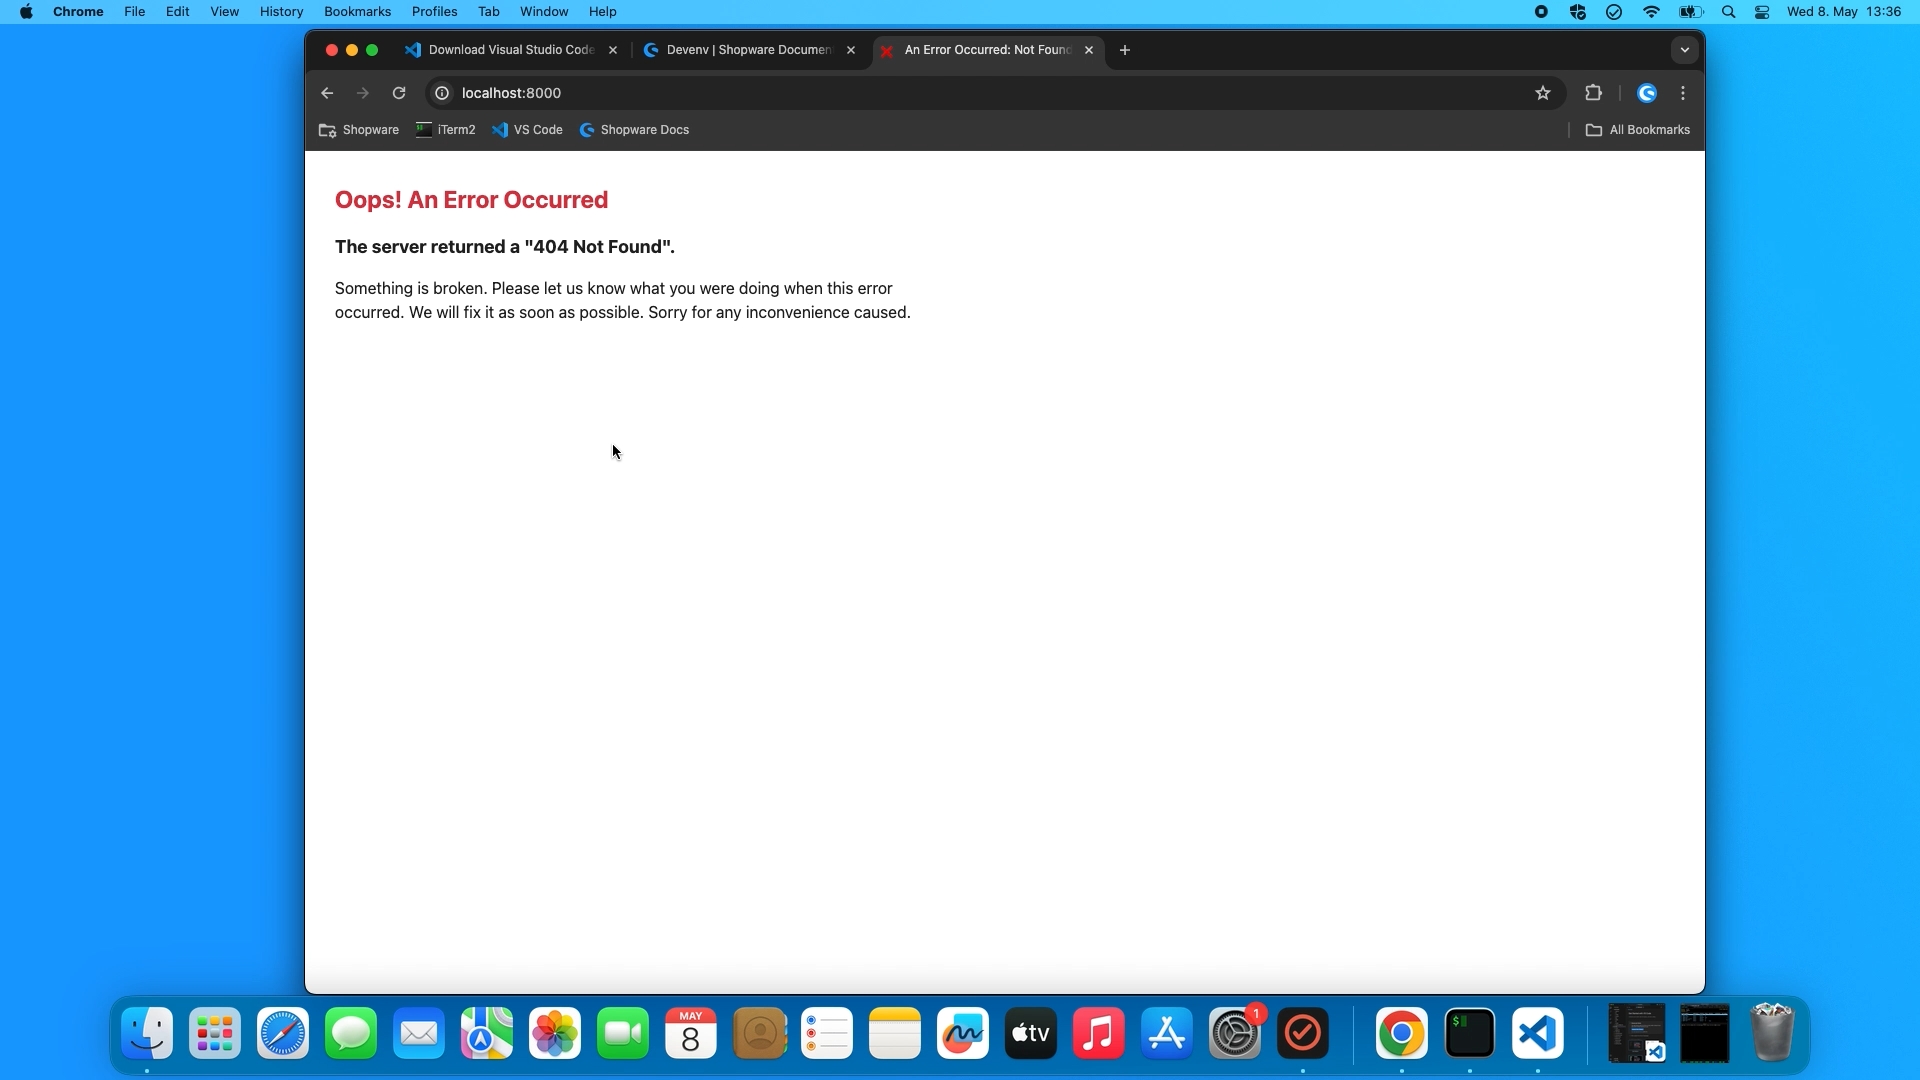 Chrome File Edit View History Bookmarks Profiles Tab Window Help Wed 8. May 13:36
Download Visual Studio Code Devenv | Shopware Documen An Error Occurred: Not Found
localhost:8000
Shopware iTerm2 VS Code Shopware Docs All Bookmarks
Oops! An Error Occurred
The server returned a "404 Not Found".
Something is broken. Please let us know what you were doing when this error
occurred. We will fix it as soon as possible. Sorry for any inconvenience caused.
MAY
8
tv
1
$